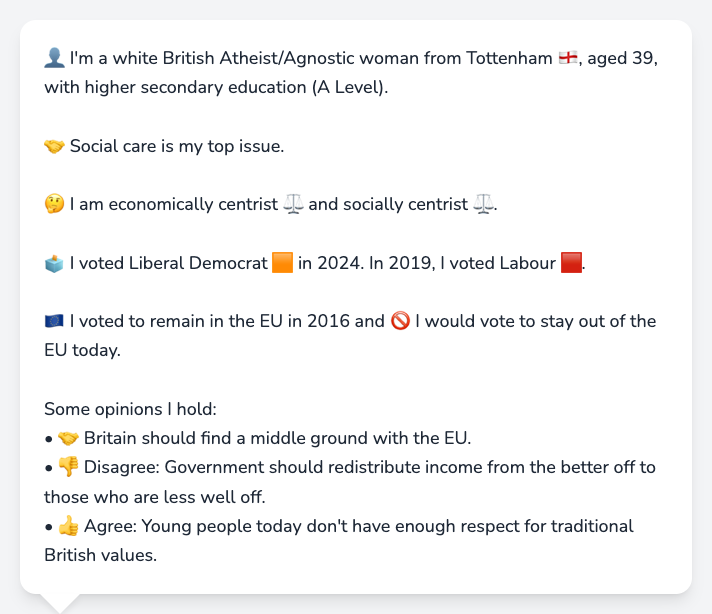 👤 I'm a white British Atheist/Agnostic woman from Tottenham 🏴󠁧󠁢󠁥󠁮󠁧󠁿, aged 39,
with higher secondary education (A Level).
🤝 Social care is my top issue.
🤔 I am economically centrist ⚖️ and socially centrist ⚖️.
🗳️ I voted Liberal Democrat 🟧 in 2024. In 2019, I voted Labour 🟥.
🇪🇺 I voted to remain in the EU in 2016 and 🚫 I would vote to stay out of the
EU today.
Some opinions I hold:
• 🤝 Britain should find a middle ground with the EU.
• 👎 Disagree: Government should redistribute income from the better off to
those who are less well off.
• 👍 Agree: Young people today don't have enough respect for traditional
British values.